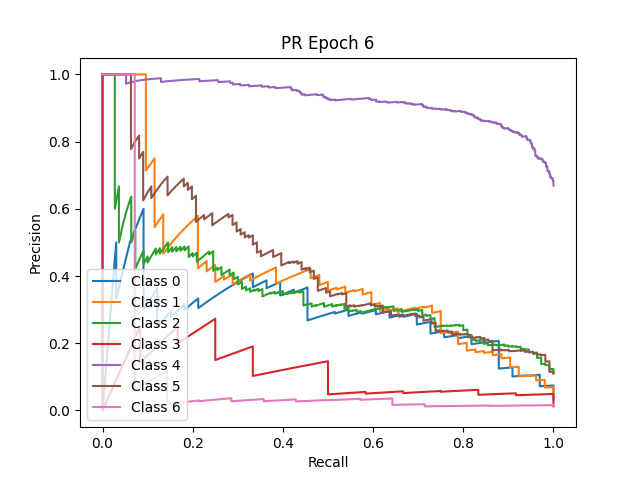 PR Epoch 6
Precision
1.0
0.8
0.6
0.4
0.2
0.0
Class 0
Class 1
Class 2
Class 3
Class 4
Class 5
Class 6
0.0 0.2 0.4 0.6 0.8 1.0
Recall